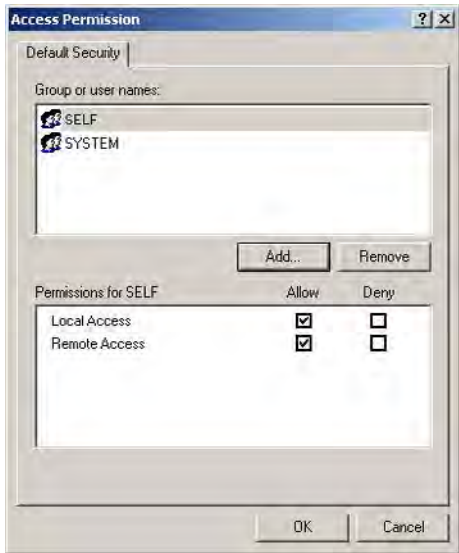 Access Permission
Default Security
Group or user names:
SELF
SYSTEM
Add... Remove
Permissions for SELF Allow Deny
Local Access
Remote Access
OK Cancel